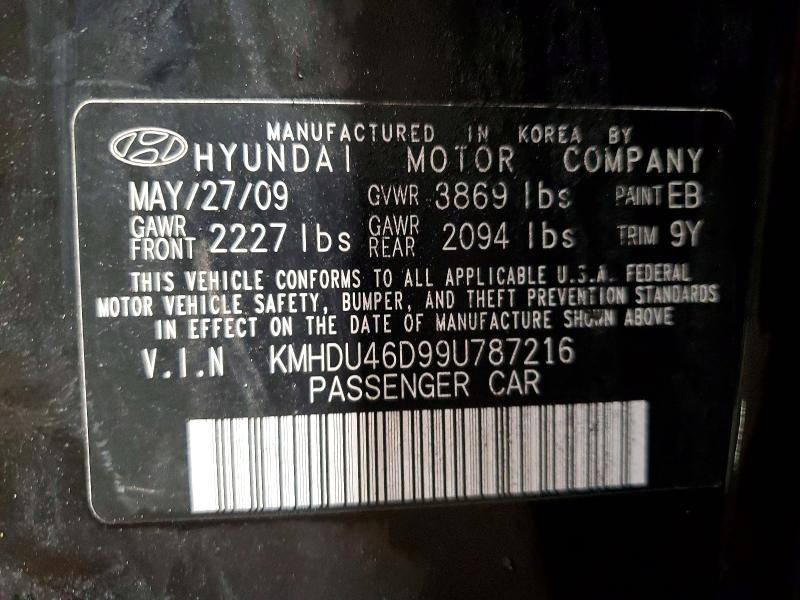 MANUFACTURED IN KOREA BY
HYUNDAI MOTOR COMPANY
MAY/27/09 GVWR 3869 lbs PAINT EB
GAWR FRONT 2227 lbs GAWR REAR 2094 lbs TRIM 9Y
THIS VEHICLE CONFORMS TO ALL APPLICABLE U.S.A. FEDERAL
MOTOR VEHICLE SAFETY, BUMPER, AND THEFT PREVENTION STANDARDS
IN EFFECT ON THE DATE OF MANUFACTURE SHOWN ABOVE
V.I.N KMHDU46D99U787216
PASSENGER CAR